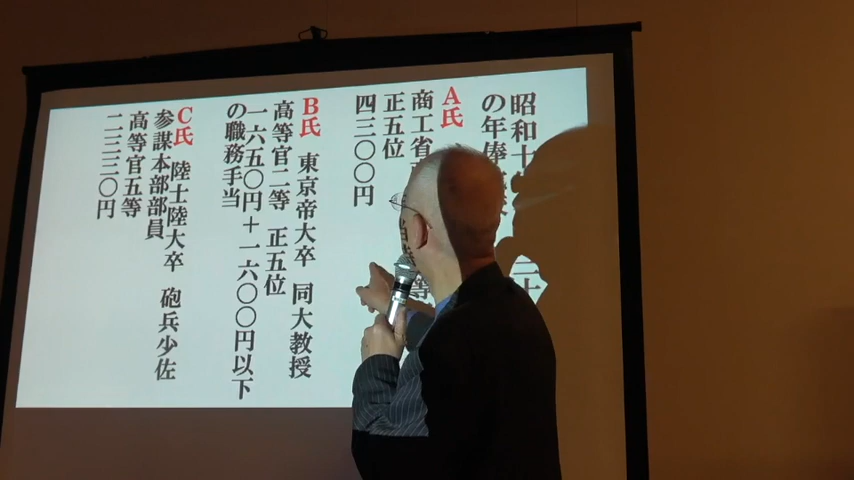 昭和十
の年俸
A氏
商工省
等
正五位
四三〇〇円
B氏 東京帝大卒 同大教授
高等官二等 正五位
一六五〇円+一六〇〇円以下
の職務手当
C氏 陸士陸大卒 砲兵少佐
参謀本部部員
高等官五等
二三三〇円